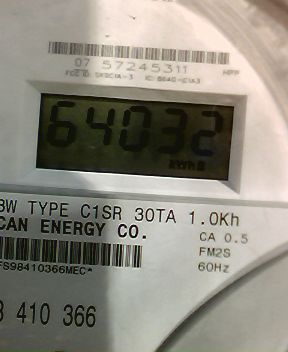 07 57245311
64032
3W TYPE C1SR 30TA 1.0Kh
CAN ENERGY CO.
CA 0.5
FM2S
60Hz
FS98410366MEC*
3 410 366